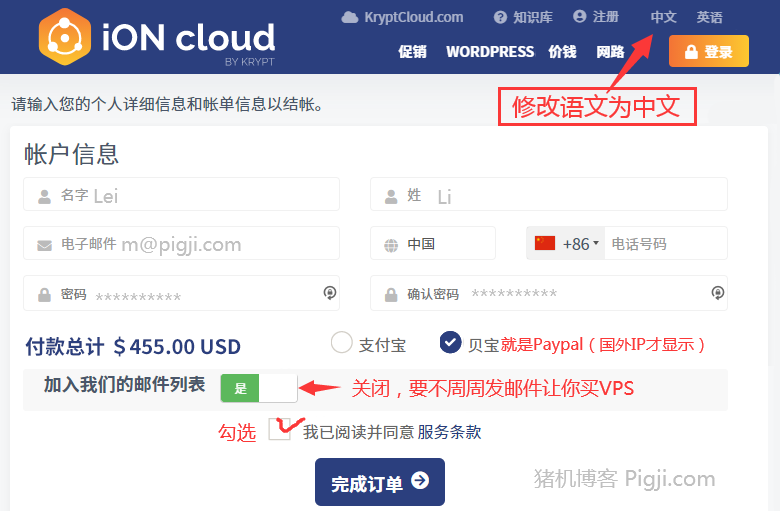 iON cloud
BY KRYPT
KryptCloud.com 知识库 注册 中文 英语
促销 WORDPRESS 价钱 网路 登录
修改语文为中文
请输入您的个人详细信息和帐单信息以结帐。
帐户信息
名字 Lei 姓 Li
电子邮件 m@pigji.com 中国 +86 电话号码
密码 ********** 确认密码 **********
付款总计 $455.00 USD 支付宝 贝宝就是Paypal（国外IP才显示）
加入我们的邮件列表 是 关闭，要不周周发邮件让你买VPS
勾选 我已阅读并同意 服务条款
完成订单
猪机博客 Pigji.com